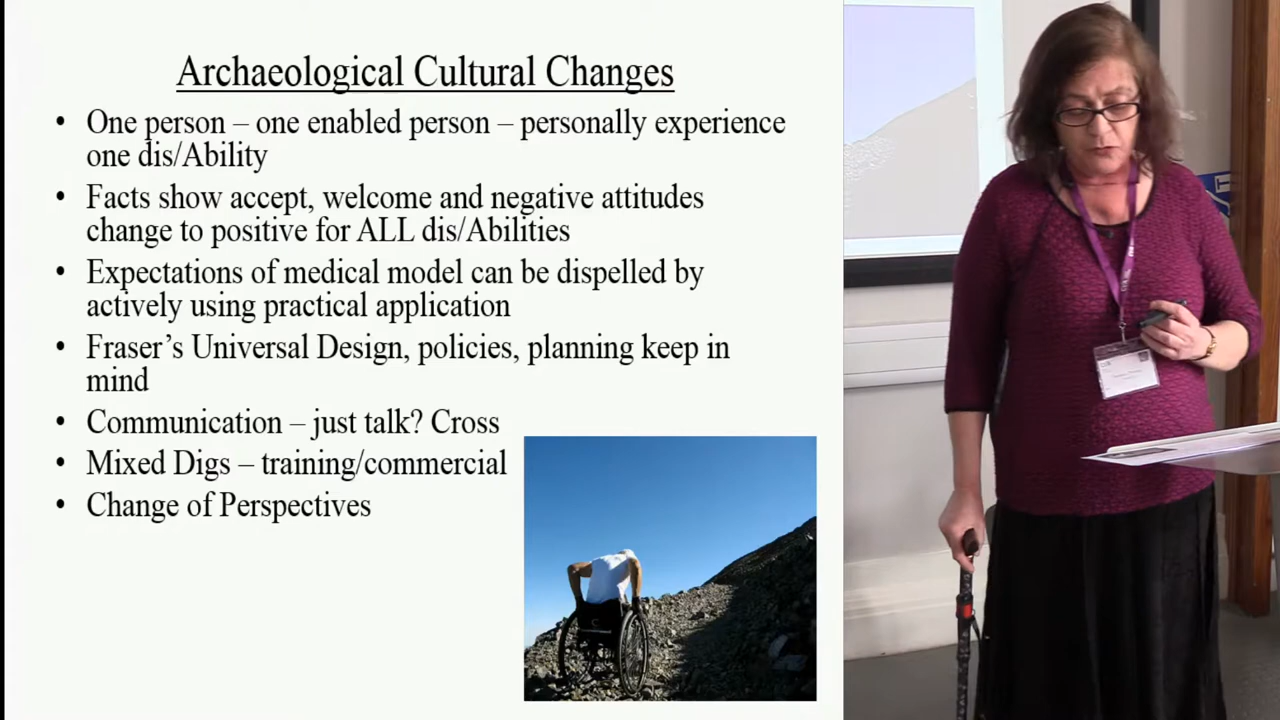 Archaeological Cultural Changes
• One person – one enabled person – personally experience
one dis/Ability
• Facts show accept, welcome and negative attitudes
change to positive for ALL dis/Abilities
• Expectations of medical model can be dispelled by
actively using practical application
• Fraser’s Universal Design, policies, planning keep in
mind
• Communication – just talk? Cross
• Mixed Digs – training/commercial
• Change of Perspectives